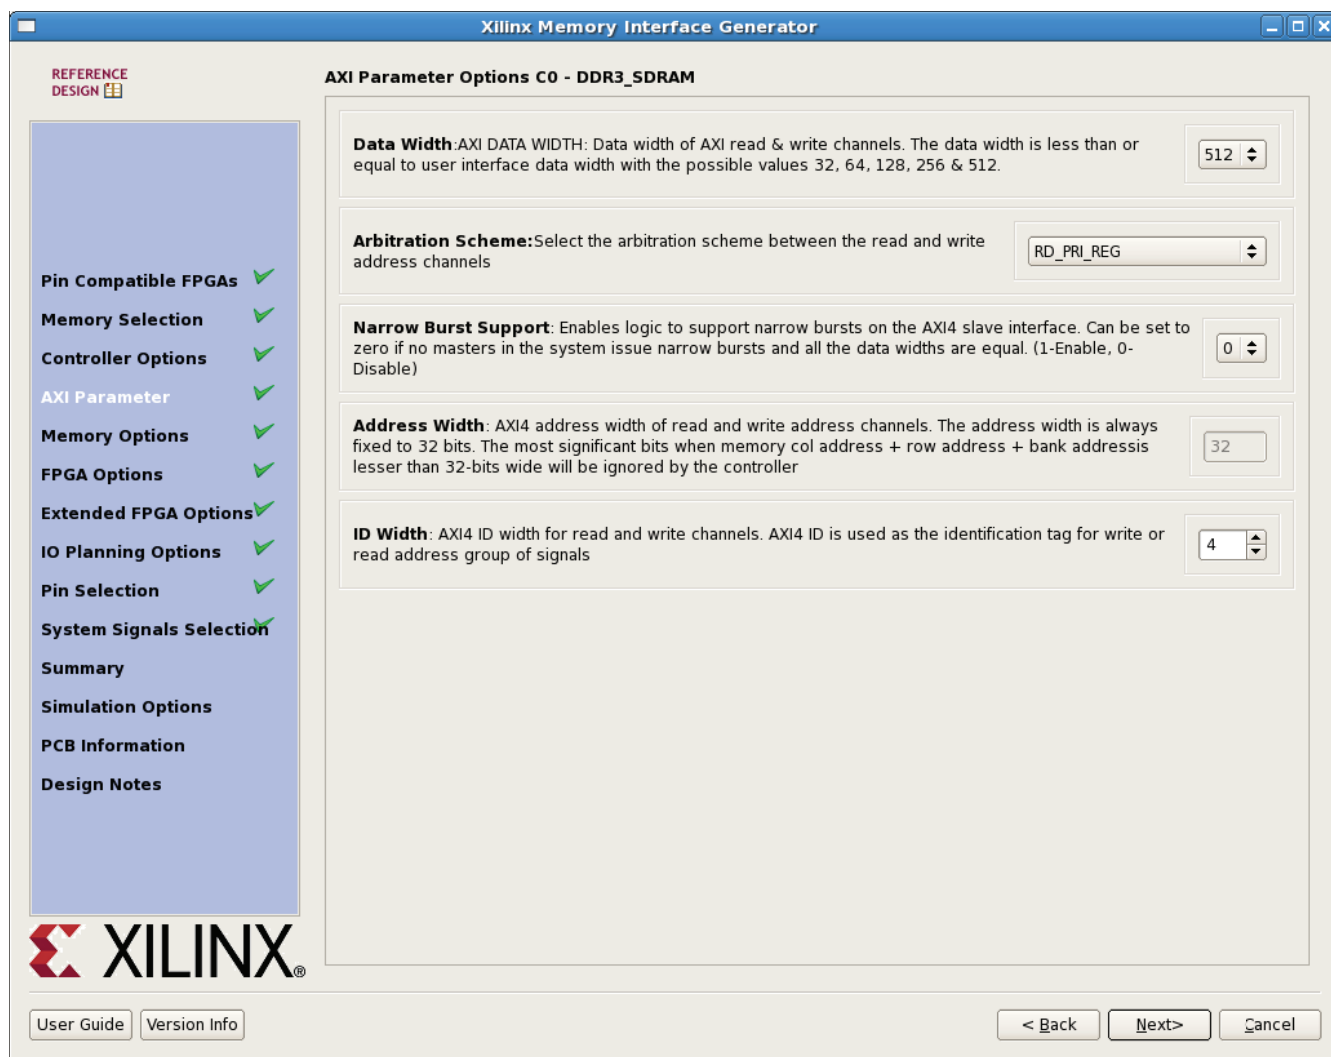 Xilinx Memory Interface Generator
REFERENCE
DESIGN
Pin Compatible FPGAs
Memory Selection
Controller Options
AXI Parameter
Memory Options
FPGA Options
Extended FPGA Options
IO Planning Options
Pin Selection
System Signals Selection
Summary
Simulation Options
PCB Information
Design Notes
XILINX®
AXI Parameter Options C0 - DDR3_SDRAM
Data Width:AXI DATA WIDTH: Data width of AXI read & write channels. The data width is less than or
equal to user interface data width with the possible values 32, 64, 128, 256 & 512.
512
Arbitration Scheme:Select the arbitration scheme between the read and write
address channels
RD_PRI_REG
Narrow Burst Support: Enables logic to support narrow bursts on the AXI4 slave interface. Can be set to
zero if no masters in the system issue narrow bursts and all the data widths are equal. (1-Enable, 0-
Disable)
0
Address Width: AXI4 address width of read and write address channels. The address width is always
fixed to 32 bits. The most significant bits when memory col address + row address + bank addressis
lesser than 32-bits wide will be ignored by the controller
32
ID Width: AXI4 ID width for read and write channels. AXI4 ID is used as the identification tag for write or
read address group of signals
4
User Guide
Version Info
< Back
Next>
Cancel